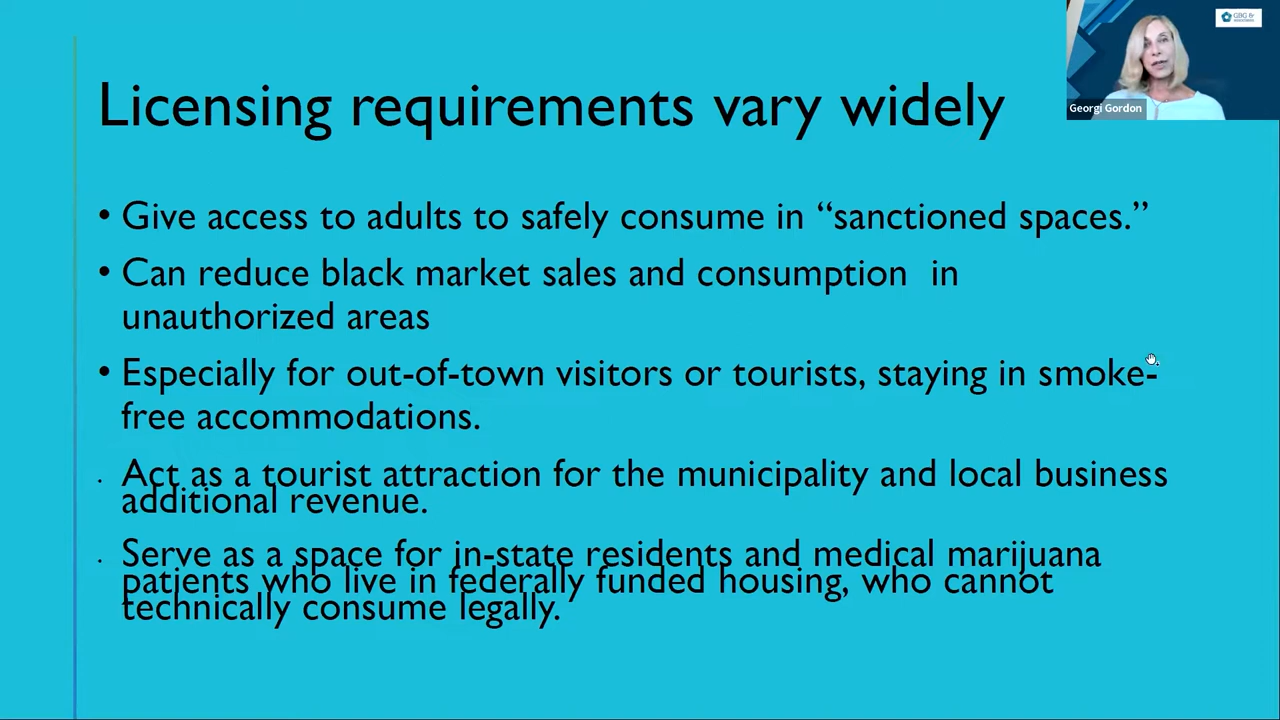 Licensing requirements vary widely
GBG &
Georgi Gordon
• Give access to adults to safely consume in “sanctioned spaces.”
• Can reduce black market sales and consumption  in
unauthorized areas
• Especially for out-of-town visitors or tourists, staying in smoke-
free accommodations.
• Act as a tourist attraction for the municipality and local business
additional revenue.
• Serve as a space for in-state residents and medical marijuana
patients who live in federally funded housing, who cannot
technically consume legally.